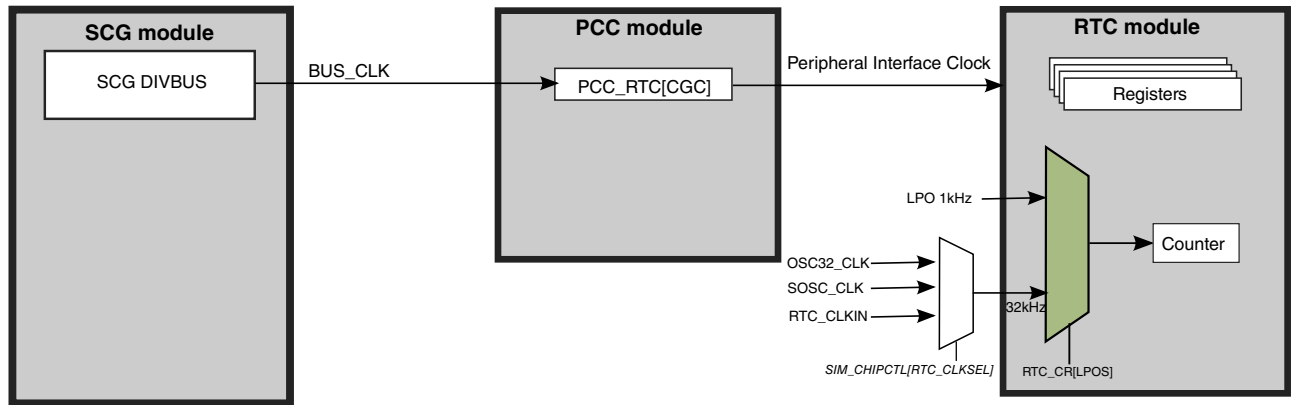 SCG module
PCC module
RTC module
SCG DIVBUS
BUS_CLK
PCC_RTC[CGC]
Peripheral Interface Clock
Registers
LPO 1kHz
Counter
OSC32_CLK
SOSC_CLK
RTC_CLKIN
32kHz
SIM_CHIPCTL[RTC_CLKSEL]
RTC_CR[LPOS]